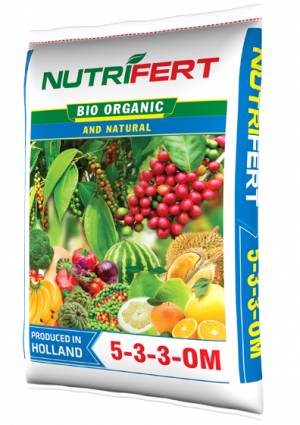 NUTRIFERT
BIO ORGANIC
AND NATURAL
PRODUCED IN
HOLLAND
5-3-3-OM
NUTRIFERT
5-3-3-OM